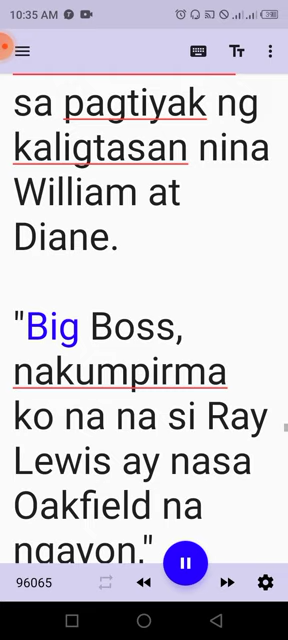 10:35 AM
sa pagtiyak ng
kaligtasan nina
William at
Diane.
"Big Boss,
nakumpirma
ko na na si Ray
Lewis ay nasa
Oakfield na
ngayon."
96065